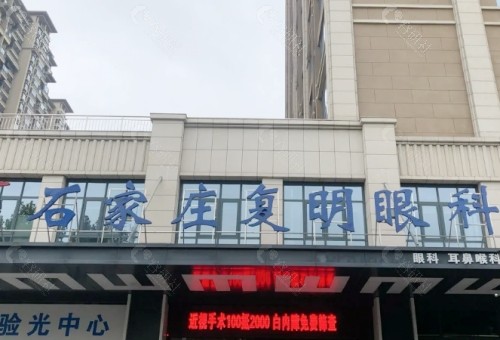 石家庄复明眼科
眼科 耳鼻喉科
验光中心
近视手术100抵2000 白内障免费筛查